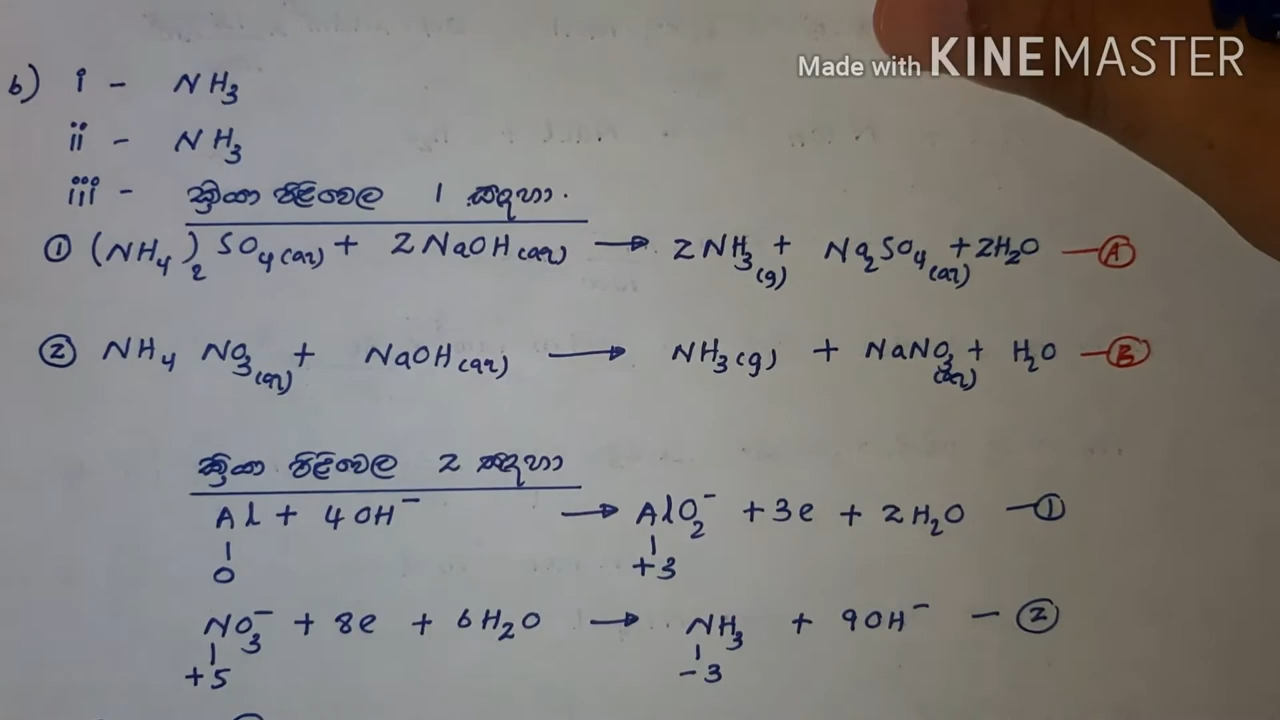 Made with KINEMASTER
b) i - NH₃
ii - NH₃
iii - ක්‍රියා පිළිවෙල 1 සඳහා.
① (NH₄)₂SO₄(aq) + 2NaOH(aq) → 2NH₃(g) + Na₂SO₄(aq) + 2H₂O — Ⓐ
② NH₄NO₃(aq) + NaOH(aq) → NH₃(g) + NaNO₃(aq) + H₂O — Ⓑ
ක්‍රියා පිළිවෙල 2 සඳහා
Al + 4OH⁻ → AlO₂⁻ + 3e + 2H₂O — ①
0 +3
NO₃⁻ + 8e + 6H₂O → NH₃ + 9OH⁻ — ②
+5 -3